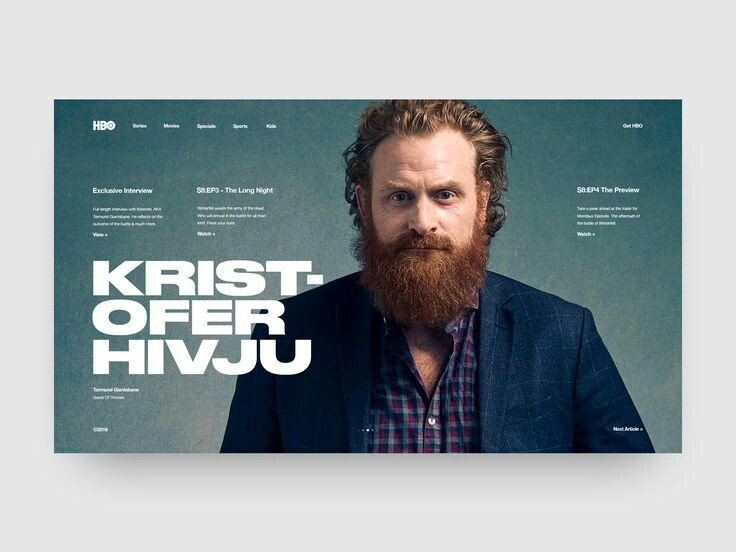 HBO
Series
Movies
Specials
Sports
Kids
Get HBO
Exclusive Interview
Full length interview with Kristofer, AKA
Tormund Giantsbane. He reflects on the
outcome of the battle & much more.
View +
S8:EP3 - The Long Night
Winterfell awaits the army of the dead.
Who will prevail in the battle for all man-
kind. Feast your eyes.
Watch +
S8:EP4 The Preview
Take a peak ahead at the trailer for
Mondays Episode. The aftermath of
the battle of Winterfell.
Watch +
KRIST-
OFER
HIVJU
Tormund Giantsbane
Game Of Thrones
©2019
Next Article >